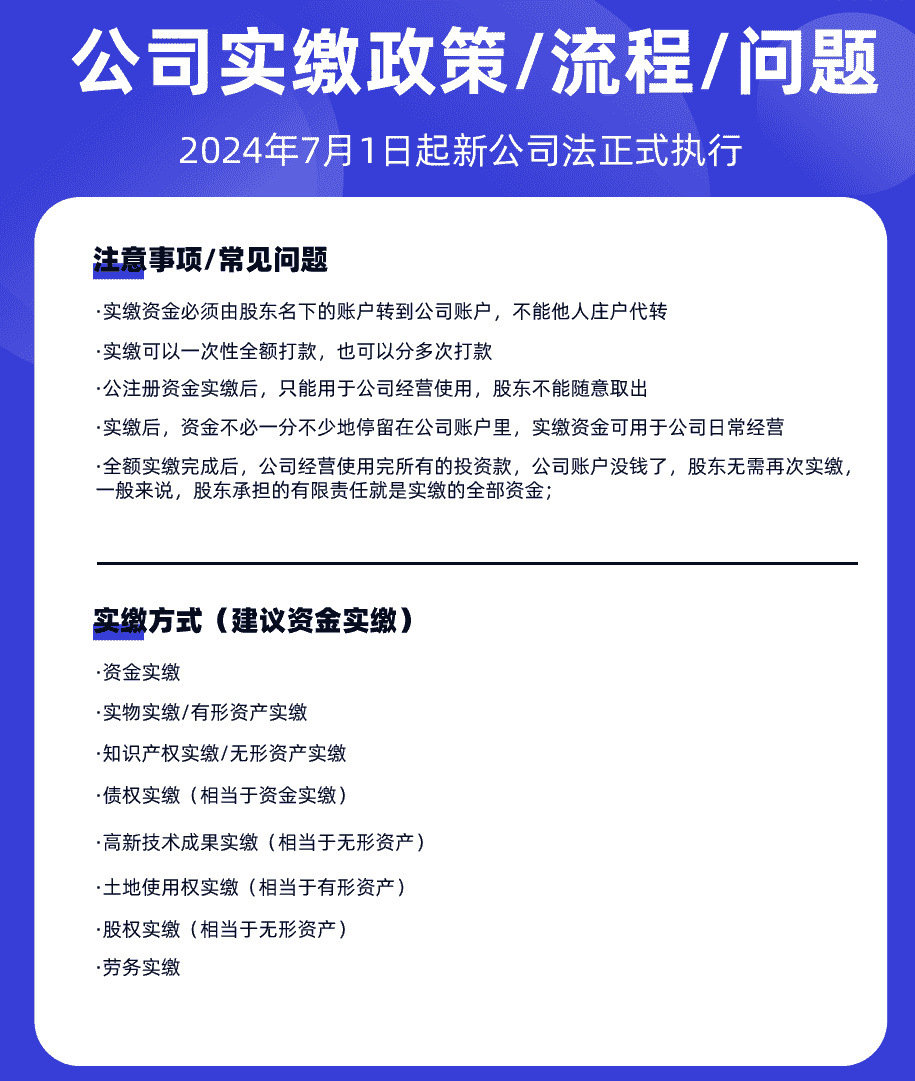 公司实缴政策/流程/问题
2024年7月1日起新公司法正式执行
注意事项/常见问题
·实缴资金必须由股东名下的账户转到公司账户，不能他人庄户代转
·实缴可以一次性全额打款，也可以分多次打款
·公注册资金实缴后，只能用于公司经营使用，股东不能随意取出
·实缴后，资金不必一分不少地停留在公司账户里，实缴资金可用于公司日常经营
·全额实缴完成后，公司经营使用完所有的投资款，公司账户没钱了，股东无需再次实缴，
一般来说，股东承担的有限责任就是实缴的全部资金；
实缴方式（建议资金实缴）
·资金实缴
·实物实缴/有形资产实缴
·知识产权实缴/无形资产实缴
·债权实缴（相当于资金实缴）
·高新技术成果实缴（相当于无形资产）
·土地使用权实缴（相当于有形资产）
·股权实缴（相当于无形资产）
·劳务实缴